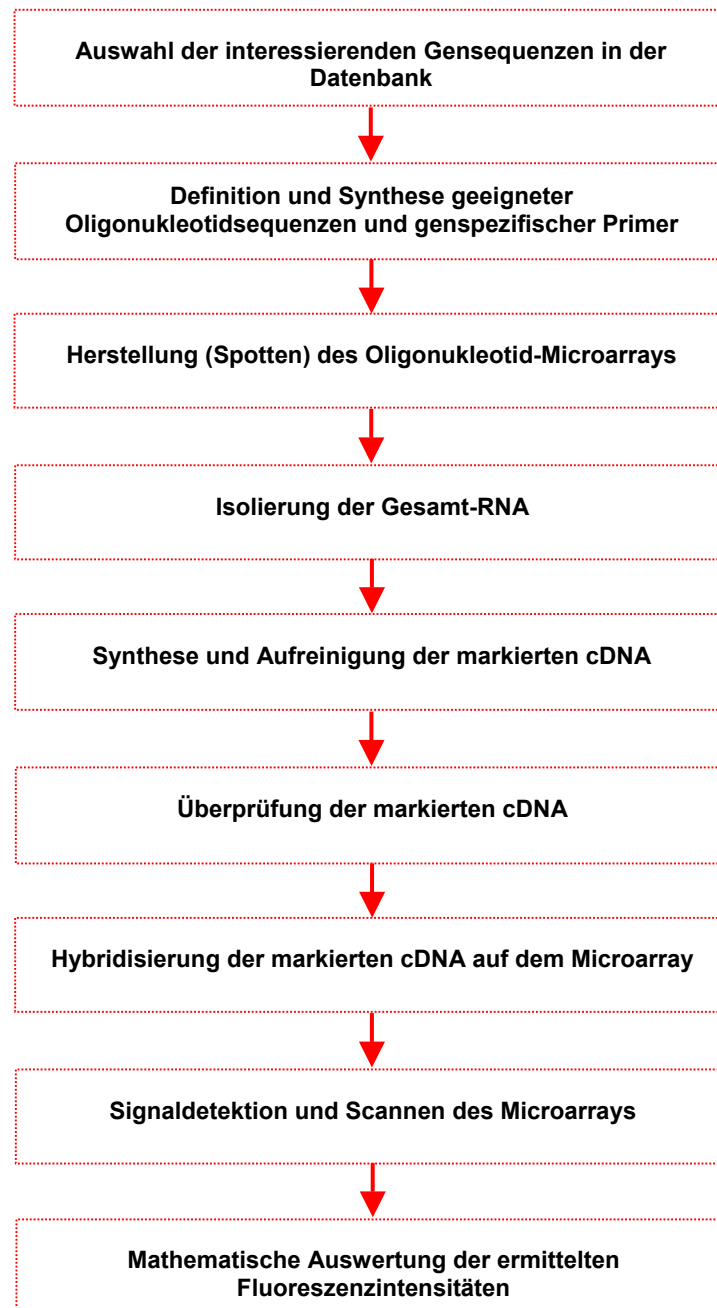 Auswahl der interessierenden Gensequenzen in der
Datenbank
Definition und Synthese geeigneter
Oligonukleotidsequenzen und genspezifischer Primer
Herstellung (Spotten) des Oligonukleotid-Microarrays
Isolierung der Gesamt-RNA
Synthese und Aufreinigung der markierten cDNA
Überprüfung der markierten cDNA
Hybridisierung der markierten cDNA auf dem Microarray
Signaldetektion und Scannen des Microarrays
Mathematische Auswertung der ermittelten
Fluoreszenzintensitäten